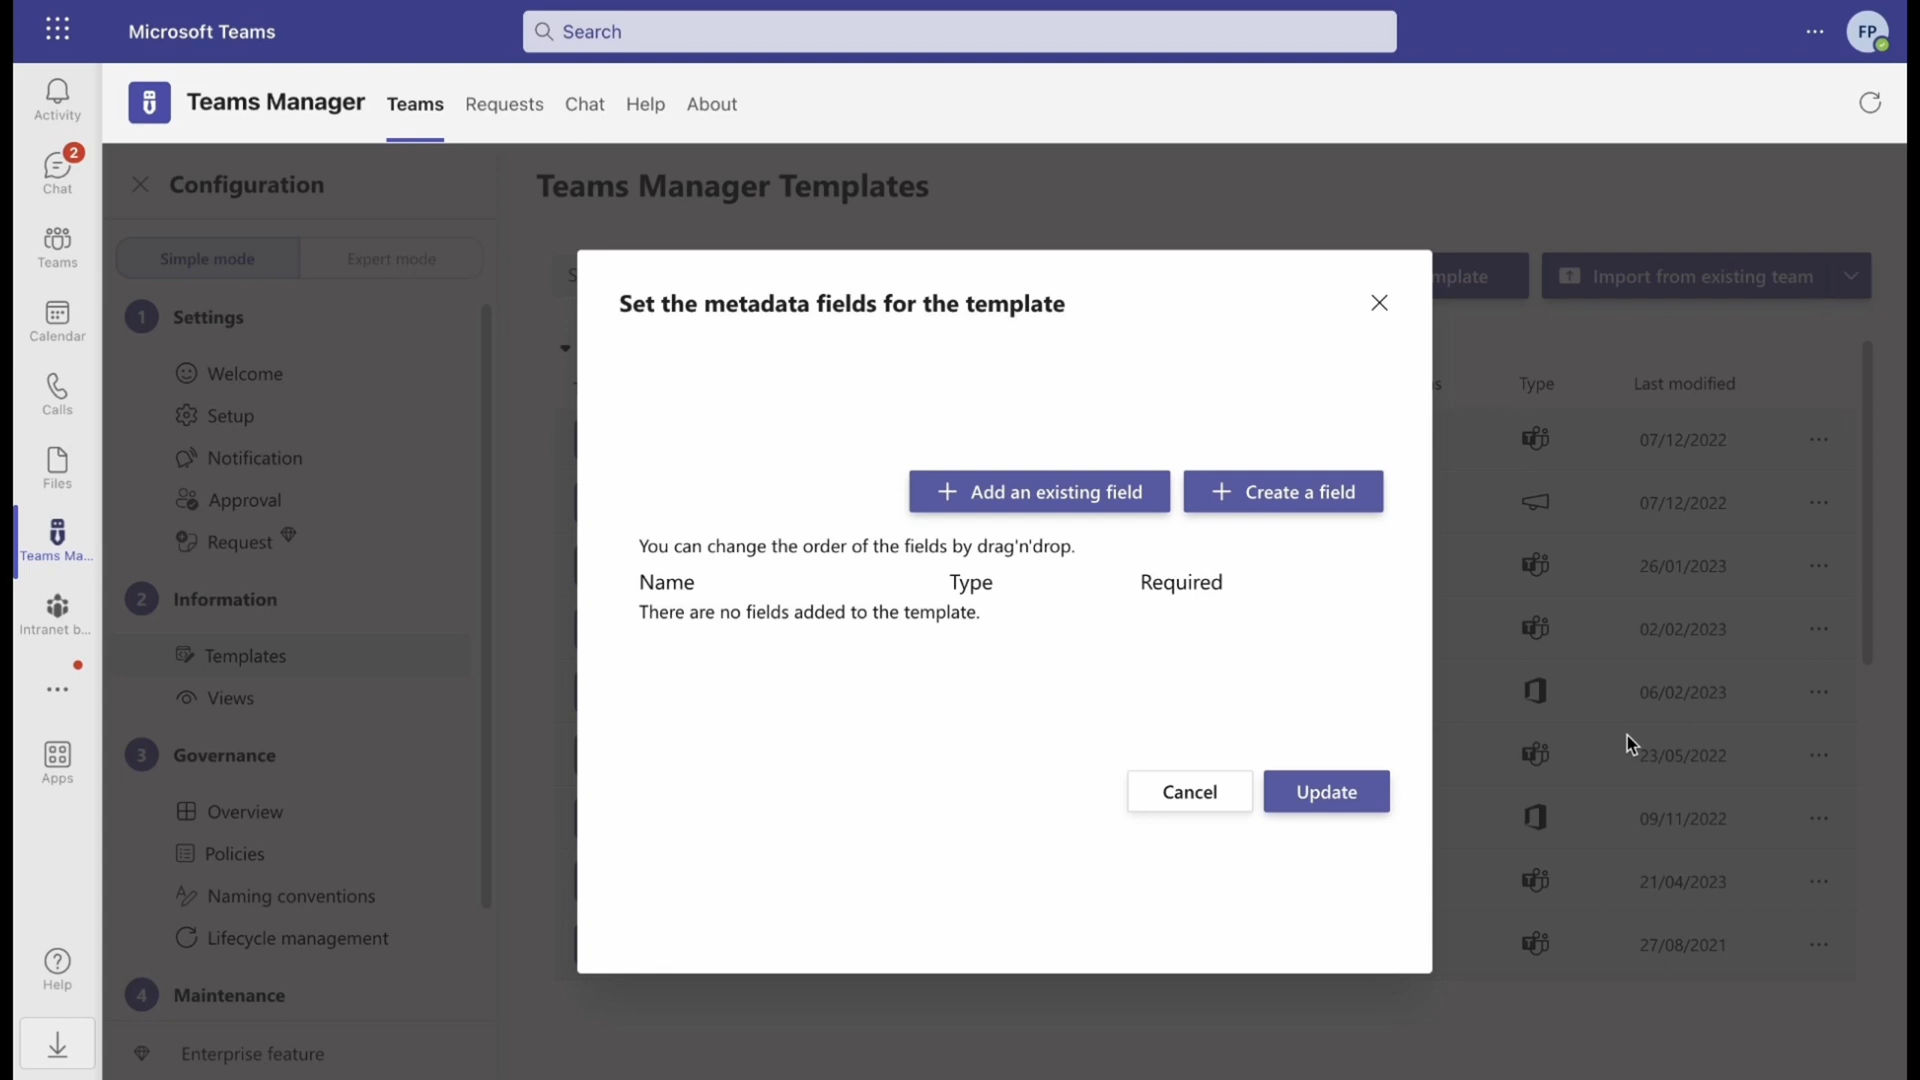 Microsoft Teams
Search
FP
Teams Manager
Teams
Requests
Chat
Help
About
Activity
2
Chat
Teams
Calendar
Calls
Files
Teams Ma...
Intranet b...
Apps
Help
Configuration
Simple mode
Expert mode
1 Settings
Welcome
Setup
Notification
Approval
Request
2 Information
Templates
Views
3 Governance
Overview
Policies
Naming conventions
Lifecycle management
4 Maintenance
Enterprise feature
Teams Manager Templates
Import from existing team
Type
Last modified
07/12/2022
07/12/2022
26/01/2023
02/02/2023
06/02/2023
23/05/2022
09/11/2022
21/04/2023
27/08/2021
Set the metadata fields for the template
+ Add an existing field
+ Create a field
You can change the order of the fields by drag'n'drop.
Name Type Required
There are no fields added to the template.
Cancel
Update